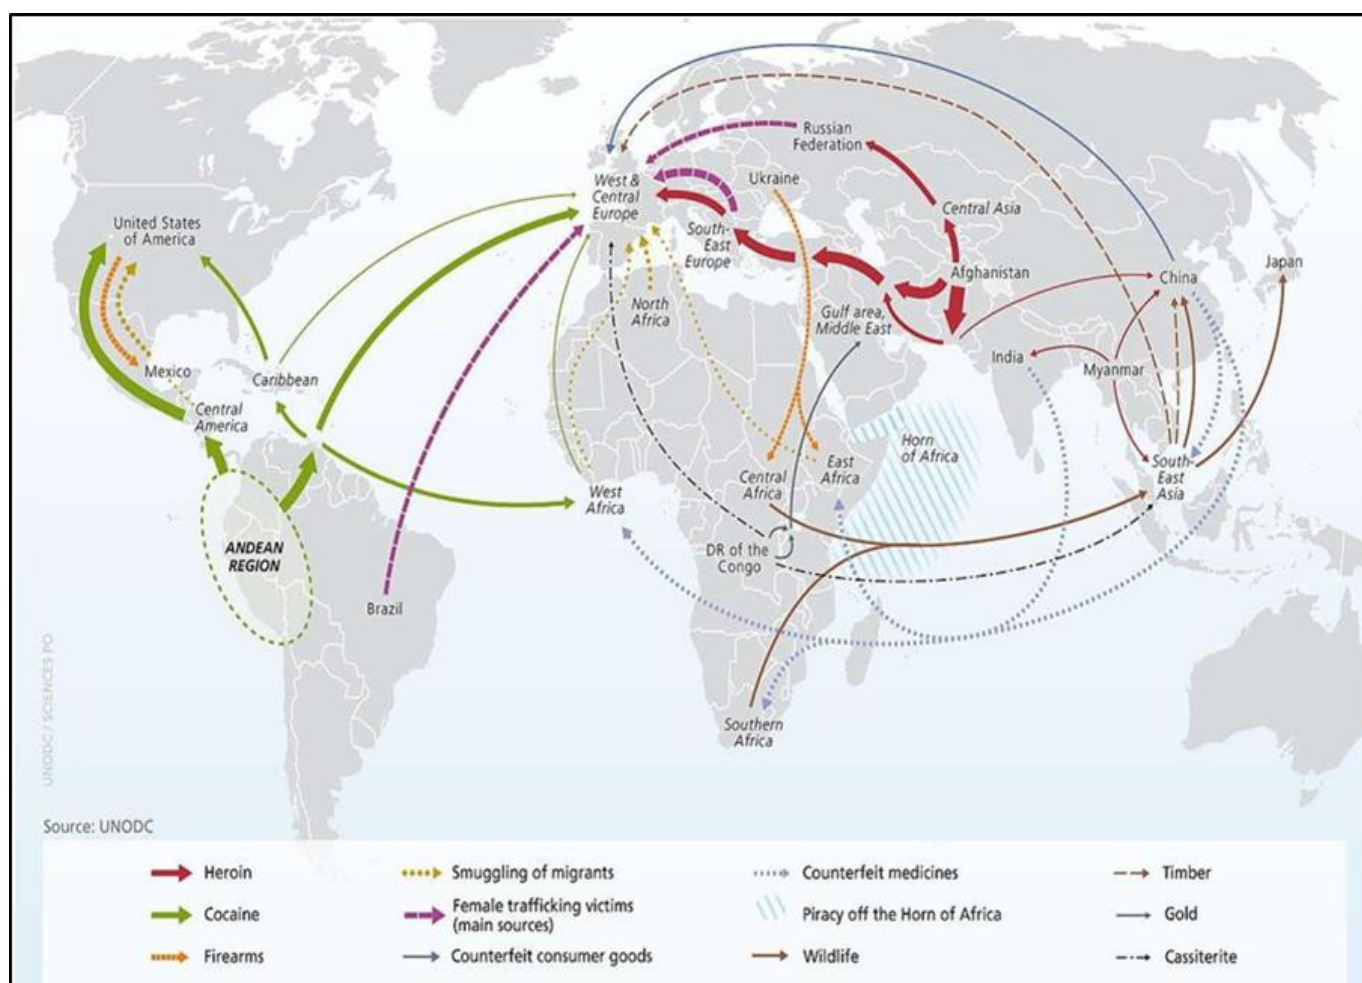 Russian
Federation
West &
Central
Europe
Ukraine
United States
of America
Central Asia
South-
East
Europe
Afghanistan
Japan
China
North
Africa
Gulf area,
Middle East
India
Myanmar
Mexico
Caribbean
Central
America
Horn
of Africa
Central
Africa
East
Africa
South-
East
Asia
West
Africa
ANDEAN
REGION
DR of the
Congo
Brazil
Southern
Africa
UNODC / SCIENCES PO
Source: UNODC
Heroin
Smuggling of migrants
Counterfeit medicines
Timber
Cocaine
Female trafficking victims
(main sources)
Piracy off the Horn of Africa
Gold
Firearms
Counterfeit consumer goods
Wildlife
Cassiterite